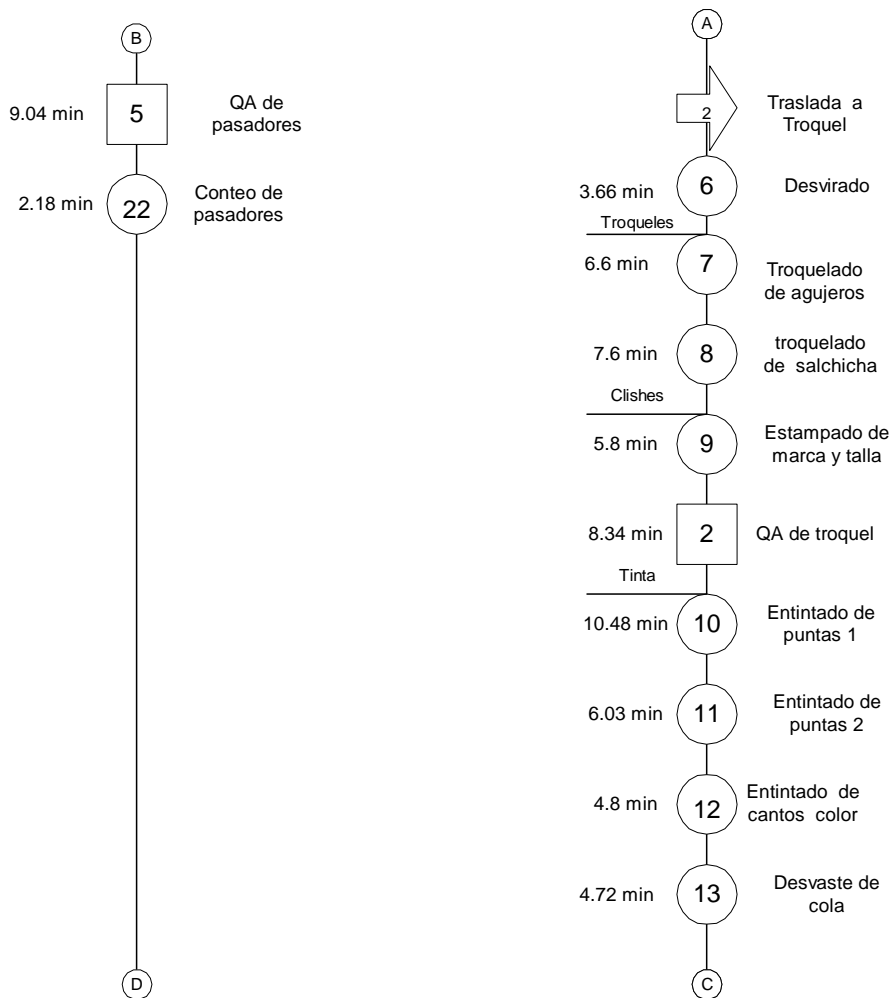 B
9.04 min
5
QA de
pasadores
2.18 min
22
Conteo de
pasadores
D
A
2
Traslada a
Troquel
3.66 min
6
Desvirado
Troqueles
6.6 min
7
Troquelado
de agujeros
7.6 min
8
troquelado
de salchicha
Clishes
5.8 min
9
Estampado de
marca y talla
8.34 min
2
QA de troquel
Tinta
10.48 min
10
Entintado de
puntas 1
6.03 min
11
Entintado de
puntas 2
4.8 min
12
Entintado de
cantos color
4.72 min
13
Desvaste de
cola
C